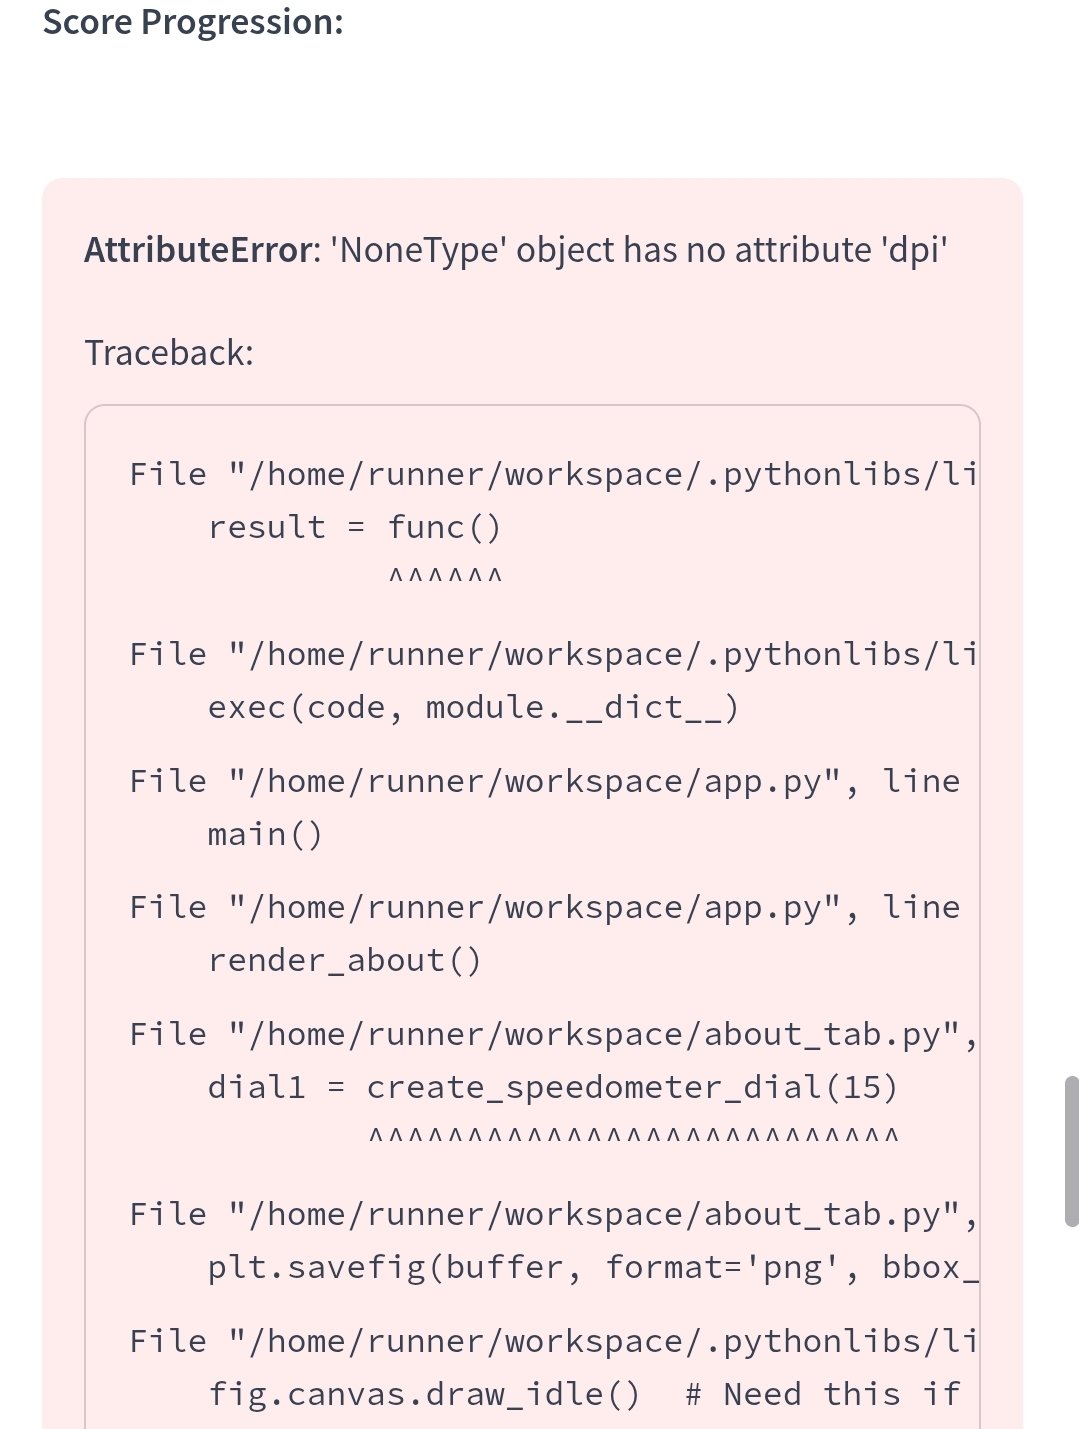 Score Progression:
AttributeError: 'NoneType' object has no attribute 'dpi'
Traceback:
File "/home/runner/workspace/.pythonlibs/li
    result = func()
             ^^^^^^
File "/home/runner/workspace/.pythonlibs/li
    exec(code, module.__dict__)
File "/home/runner/workspace/app.py", line
    main()
File "/home/runner/workspace/app.py", line
    render_about()
File "/home/runner/workspace/about_tab.py",
    dial1 = create_speedometer_dial(15)
            ^^^^^^^^^^^^^^^^^^^^^^^^^^^
File "/home/runner/workspace/about_tab.py",
    plt.savefig(buffer, format='png', bbox_
File "/home/runner/workspace/.pythonlibs/li
    fig.canvas.draw_idle()  # Need this if